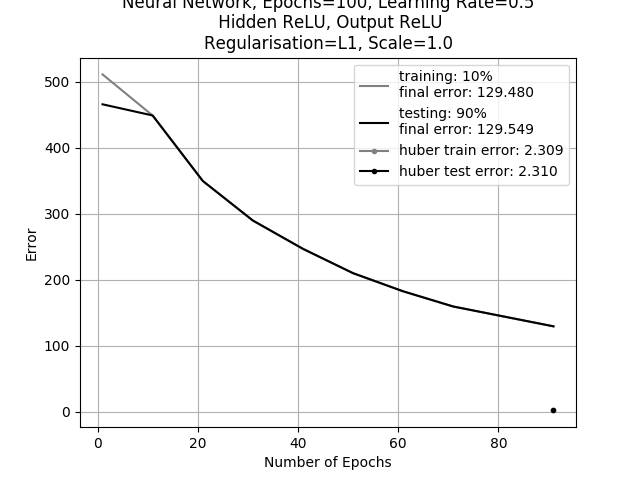 Neural Network, Epochs=100, Learning Rate=0.5
Hidden ReLU, Output ReLU
Regularisation=L1, Scale=1.0
training: 10%
final error: 129.480
testing: 90%
final error: 129.549
huber train error: 2.309
huber test error: 2.310
Error
500
400
300
200
100
0
0 20 40 60 80
Number of Epochs